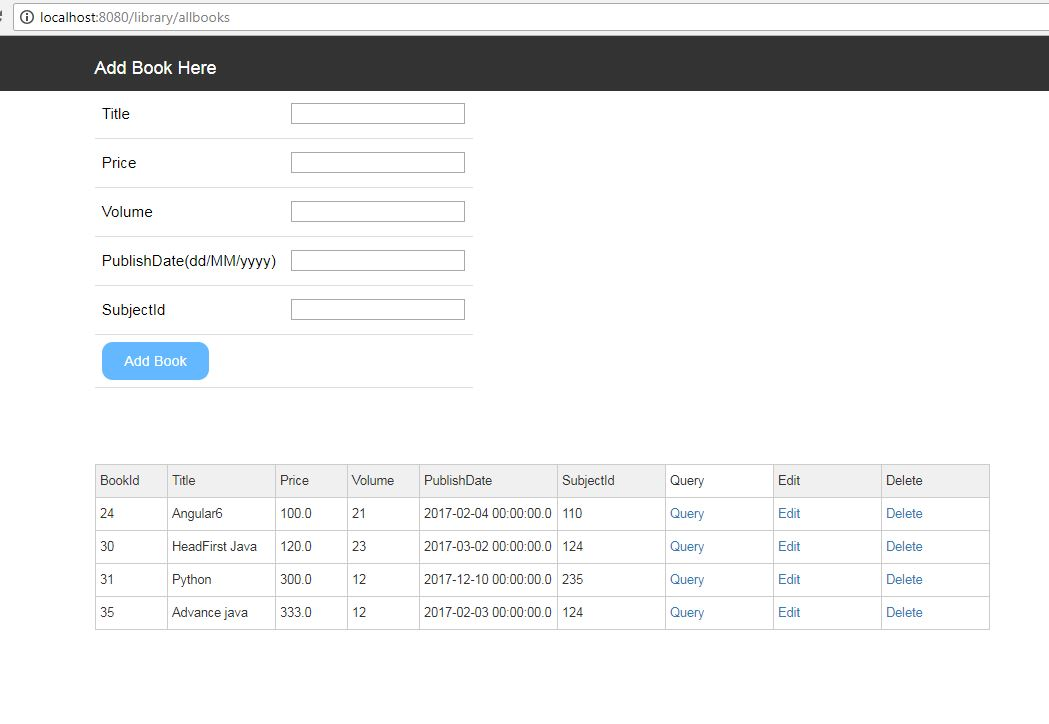 localhost:8080/library/allbooks
Add Book Here
Title
Price
Volume
PublishDate(dd/MM/yyyy)
SubjectId
Add Book
BookId Title Price Volume PublishDate SubjectId Query Edit Delete
24 Angular6 100.0 21 2017-02-04 00:00:00.0 110 Query Edit Delete
30 HeadFirst Java 120.0 23 2017-03-02 00:00:00.0 124 Query Edit Delete
31 Python 300.0 12 2017-12-10 00:00:00.0 235 Query Edit Delete
35 Advance java 333.0 12 2017-02-03 00:00:00.0 124 Query Edit Delete